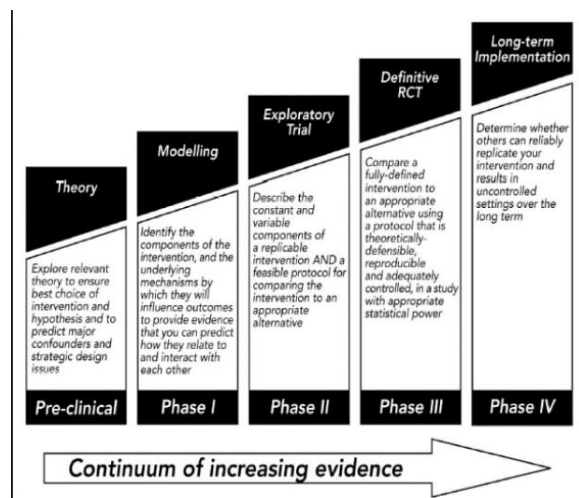 Theory
Explore relevant
theory to ensure
best choice of
intervention and
hypothesis and to
predict major
confounders and
strategic design
issues
Pre-clinical
Modelling
Identify the
components of the
intervention, and the
underlying
mechanisms by
which they will
influence outcomes
to provide evidence
that you can predict
how they relate to
and interact with
each other
Phase I
Exploratory
Trial
Describe the
constant and
variable
components of
a replicable
intervention AND a
feasible protocol for
comparing the
intervention to an
appropriate
alternative
Phase II
Definitive
RCT
Compare a
fully-defined
intervention to
an appropriate
alternative using
a protocol that is
theoretically-
defensible,
reproducible
and adequately
controlled, in a
study with appropriate
statistical power
Phase III
Long-term
Implementation
Determine whether
others can reliably
replicate your
intervention and
results in
uncontrolled
settings over the
long term
Phase IV
Continuum of increasing evidence